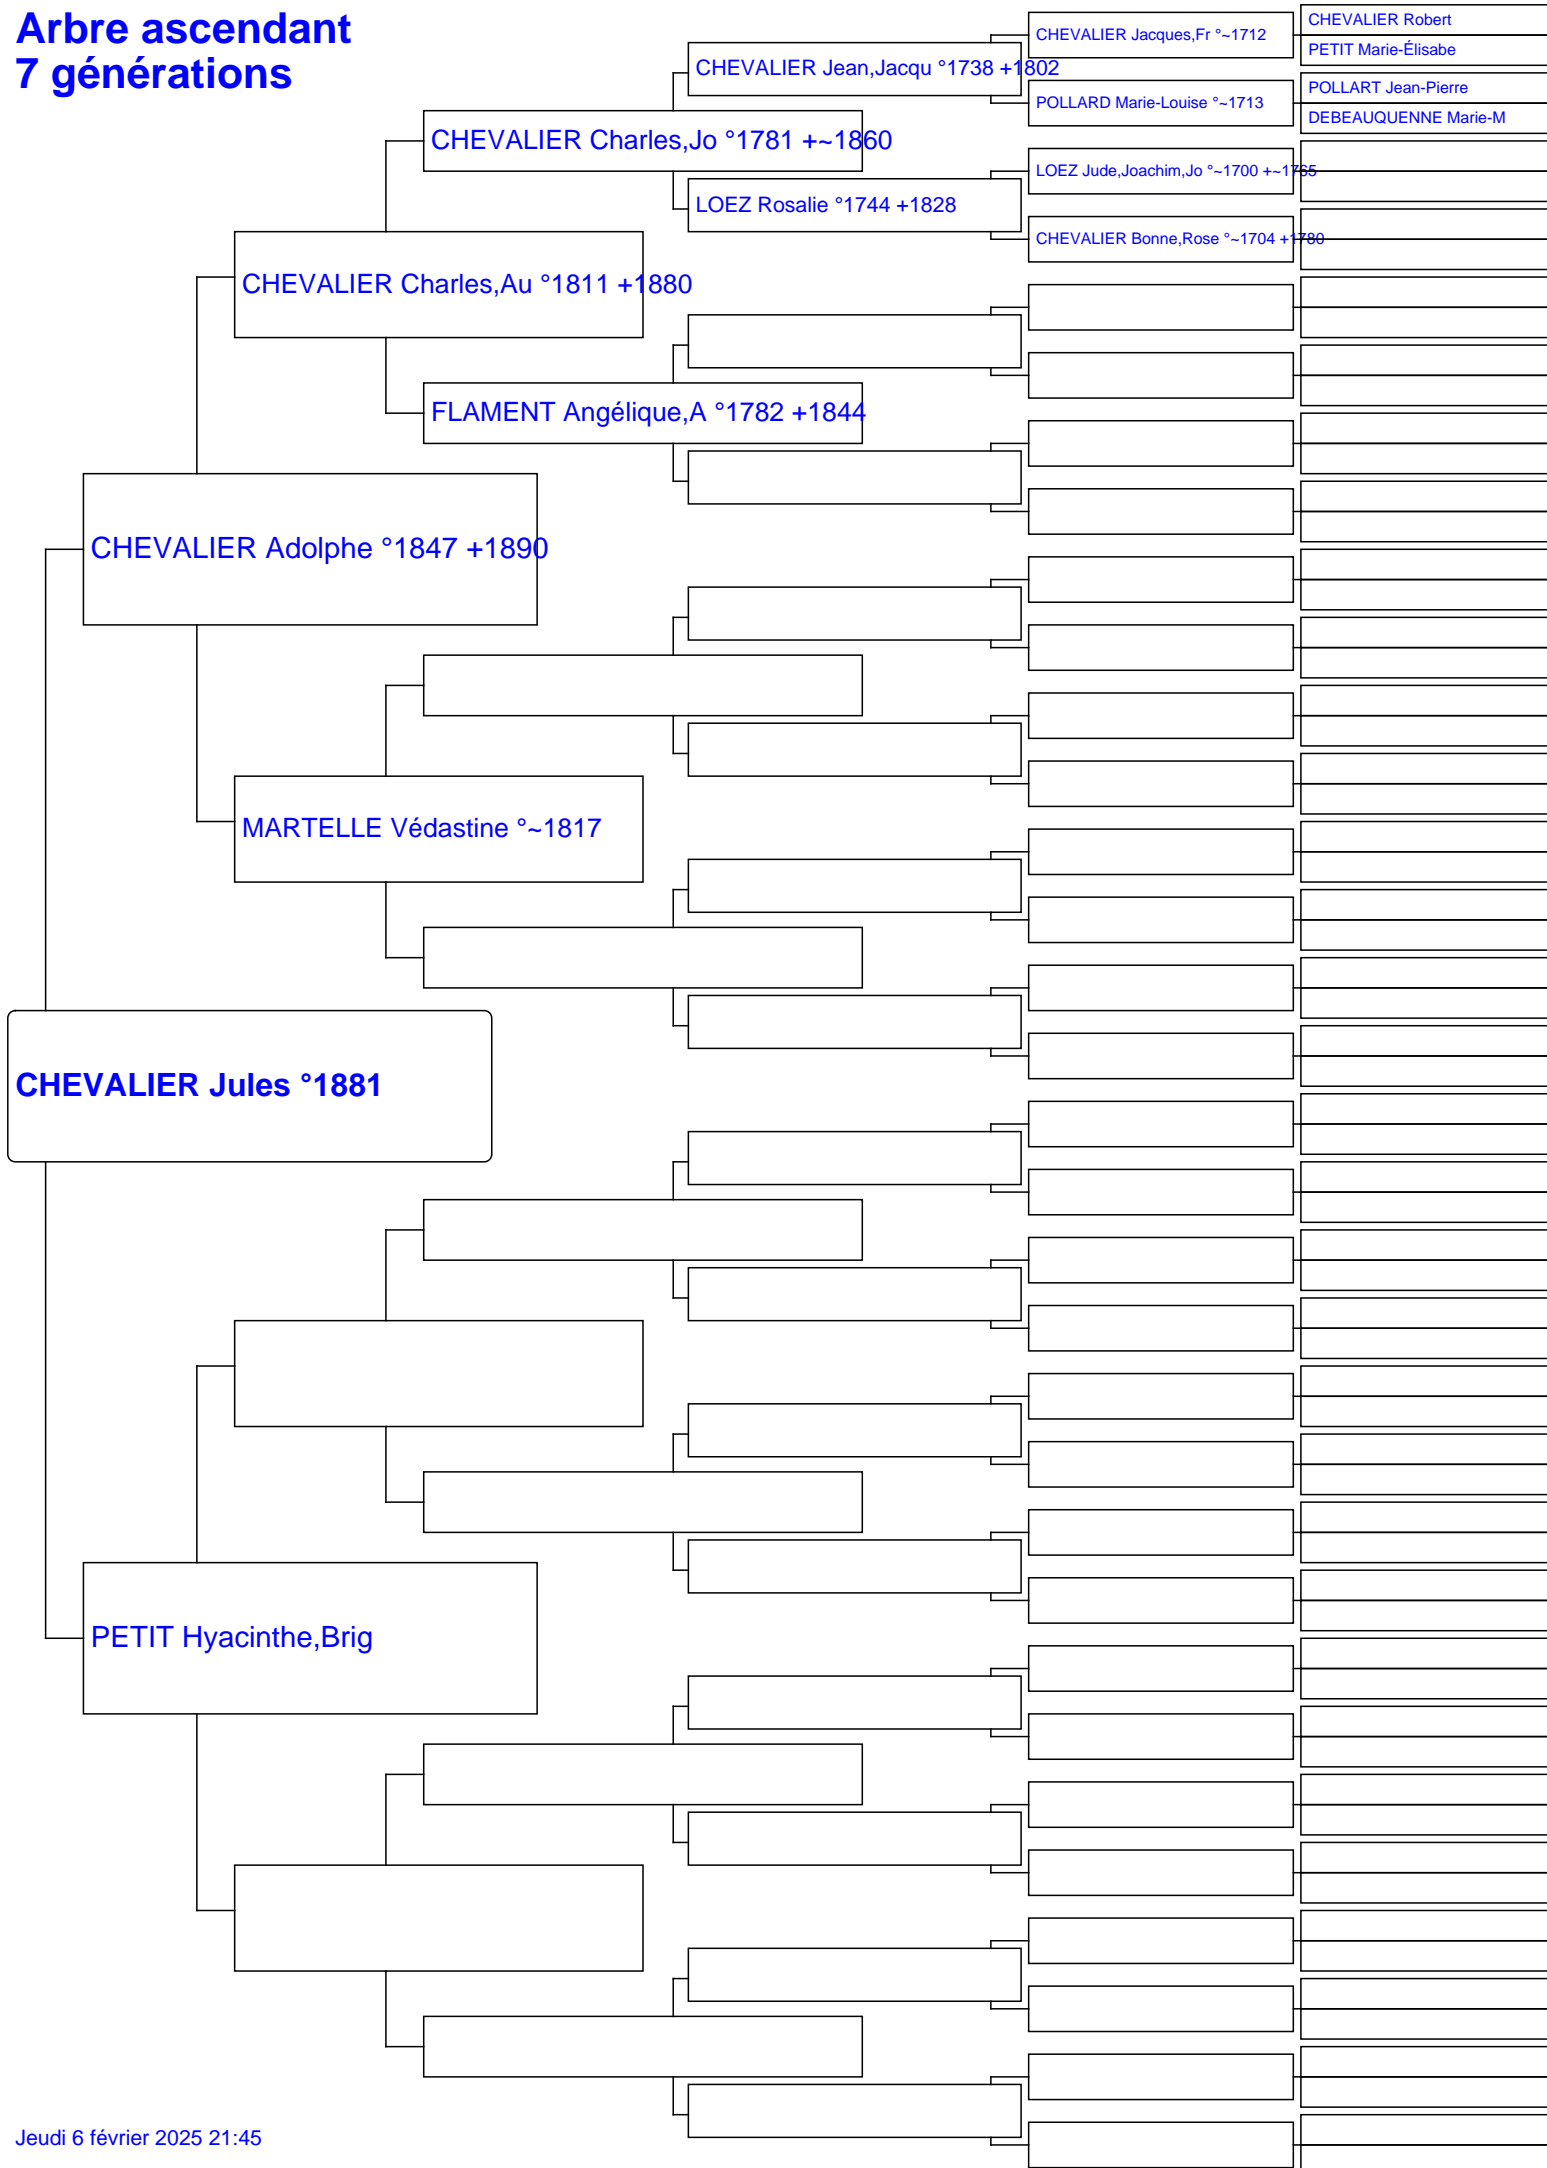 Arbre ascendant
7 générations
CHEVALIER Robert
CHEVALIER Jacques,Fr °~1712
PETIT Marie-Élisabe
CHEVALIER Jean,Jacqu °1738 +1802
POLLART Jean-Pierre
POLLARD Marie-Louise °~1713
DEBEAUQUENNE Marie-M
CHEVALIER Charles,Jo °1781 +~1860
LOEZ Jude,Joachim,Jo °~1700 +~1765
LOEZ Rosalie °1744 +1828
CHEVALIER Bonne,Rose °~1704 +1780
CHEVALIER Charles,Au °1811 +1880
FLAMENT Angélique,A °1782 +1844
CHEVALIER Adolphe °1847 +1890
MARTELLE Védastine °~1817
CHEVALIER Jules °1881
PETIT Hyacinthe,Brig
Jeudi 6 février 2025 21:45